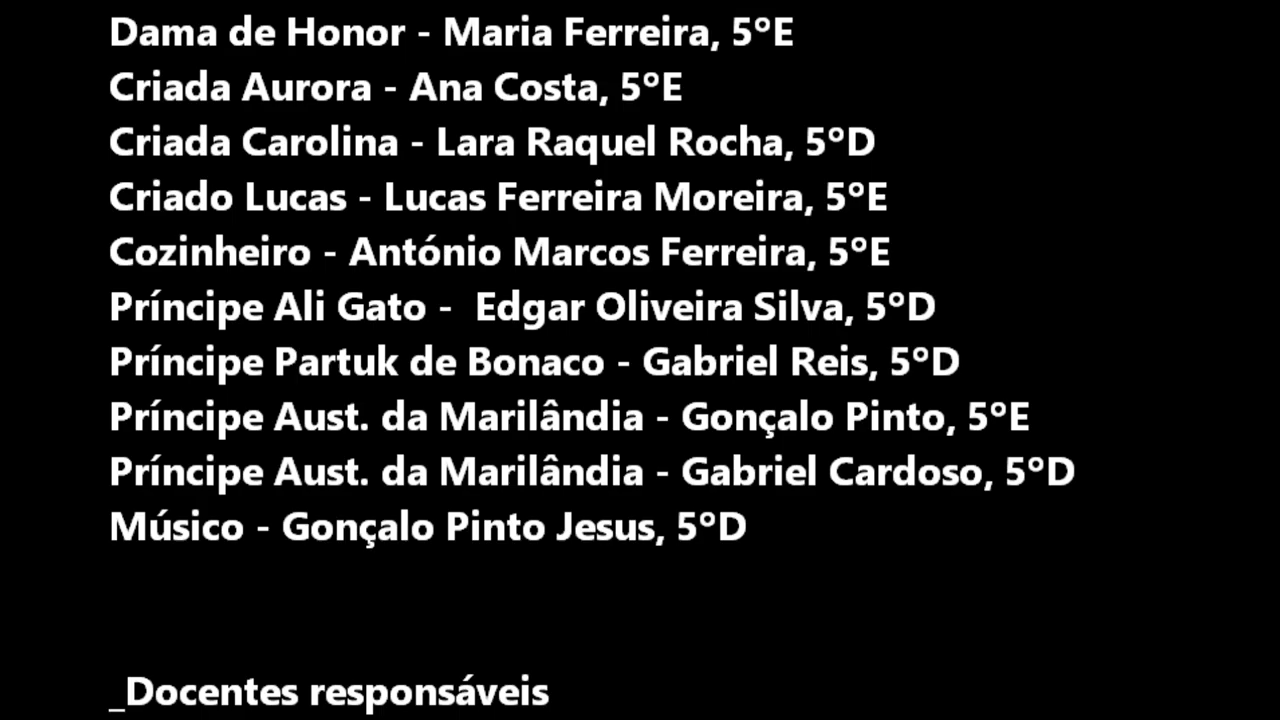 Dama de Honor - Maria Ferreira, 5ºE
Criada Aurora - Ana Costa, 5ºE
Criada Carolina - Lara Raquel Rocha, 5ºD
Criado Lucas - Lucas Ferreira Moreira, 5ºE
Cozinheiro - António Marcos Ferreira, 5ºE
Príncipe Ali Gato -  Edgar Oliveira Silva, 5ºD
Príncipe Partuk de Bonaco - Gabriel Reis, 5ºD
Príncipe Aust. da Marilândia - Gonçalo Pinto, 5ºE
Príncipe Aust. da Marilândia - Gabriel Cardoso, 5ºD
Músico - Gonçalo Pinto Jesus, 5ºD
_Docentes responsáveis